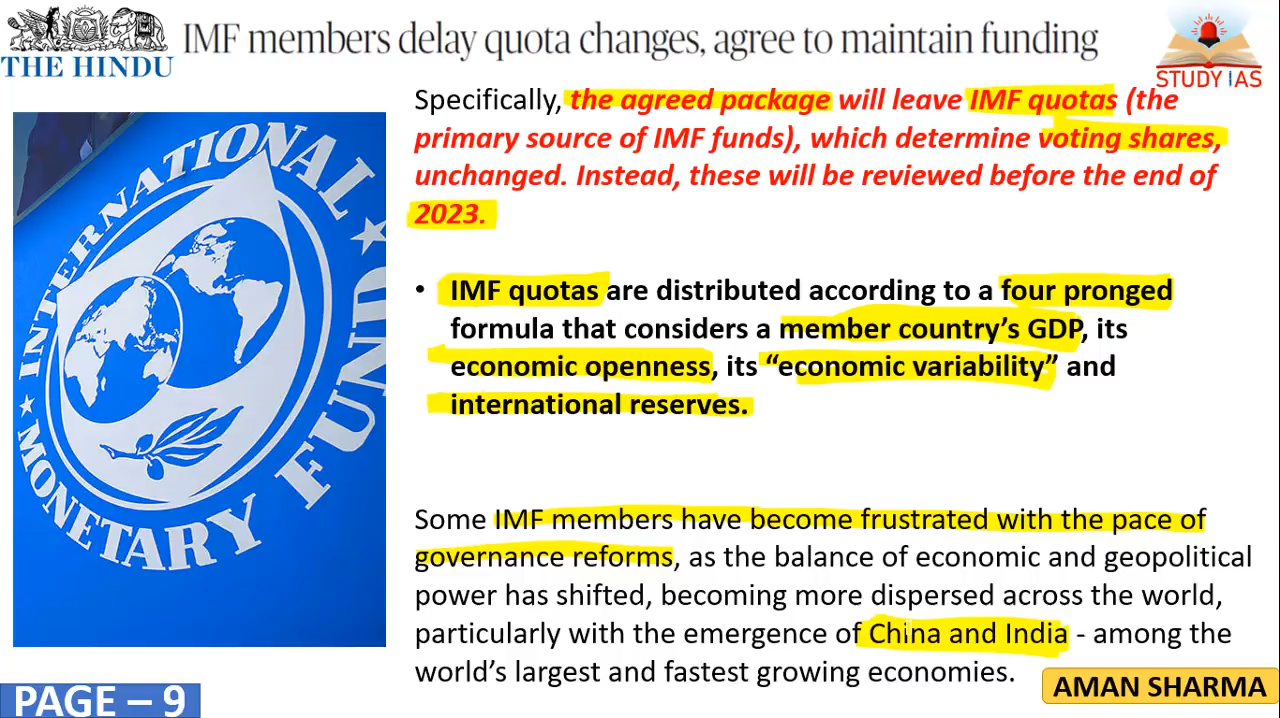 THE HINDU
IMF members delay quota changes, agree to maintain funding
STUDY IAS
INTERNATIONAL
MONETARY FUND
Specifically, the agreed package will leave IMF quotas (the
primary source of IMF funds), which determine voting shares,
unchanged. Instead, these will be reviewed before the end of
2023.
• IMF quotas are distributed according to a four pronged
formula that considers a member country’s GDP, its
economic openness, its “economic variability” and
international reserves.
Some IMF members have become frustrated with the pace of
governance reforms, as the balance of economic and geopolitical
power has shifted, becoming more dispersed across the world,
particularly with the emergence of China and India - among the
world’s largest and fastest growing economies.
PAGE – 9
AMAN SHARMA